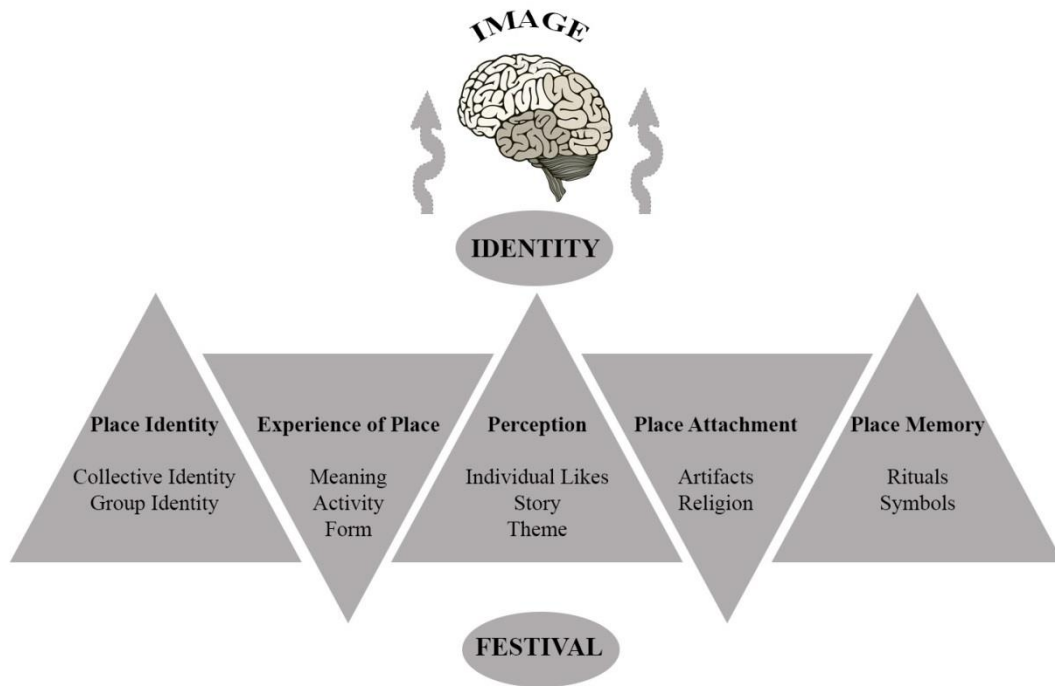 IMAGE
IDENTITY
Place Identity
Collective Identity
Group Identity
Experience of Place
Meaning
Activity
Form
Perception
Individual Likes
Story
Theme
Place Attachment
Artifacts
Religion
Place Memory
Rituals
Symbols
FESTIVAL